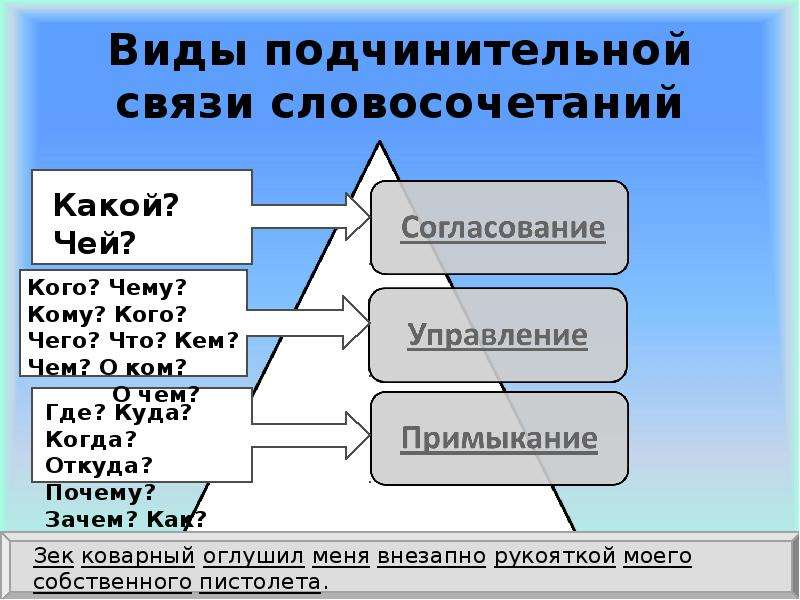 Виды подчинительной
связи словосочетаний
Какой?
Чей?
Согласование
Кого? Чему?
Кому? Кого?
Чего? Что? Кем?
Чем? О ком?
О чем?
Управление
Где? Куда?
Когда?
Откуда?
Почему?
Зачем? Как?
Примыкание
Зек коварный оглушил меня внезапно рукояткой моего
собственного пистолета.